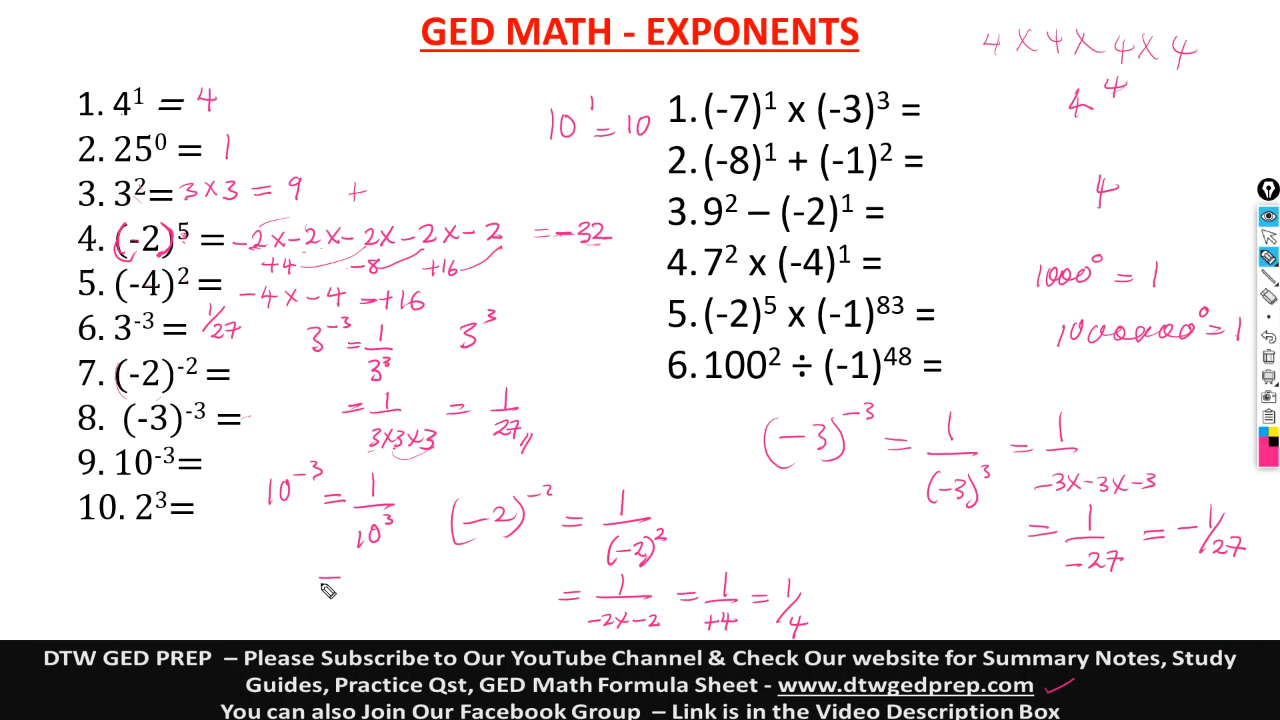 GED MATH - EXPONENTS
4 × 4 × 4 × 4
4⁴
4
1. 4¹ = 4
2. 25⁰ = 1
3. 3² = 3 × 3 = 9 +
4. (-2)⁵ = -2 x -2 x -2 x -2 x -2 = -32
+4 -8 +16
5. (-4)² = -4 x -4 = +16
6. 3⁻³ = 1/27
3⁻³ = 1/3³
3³
= 1/3x3x3 = 1/27
7. (-2)⁻² =
8. (-3)⁻³ =
9. 10⁻³=
10. 2³=
10⁻³ = 1/10³
=
(-2)⁻² = 1/(-2)²
= 1/-2x-2 = 1/+4 = 1/4
10¹ = 10
1. (-7)¹ x (-3)³ =
2. (-8)¹ + (-1)² =
3. 9² – (-2)¹ =
4. 7² x (-4)¹ =
5. (-2)⁵ x (-1)⁸³ =
6. 100² ÷ (-1)⁴⁸ =
1000⁰ = 1
1000000⁰ = 1
(-3)⁻³ = 1/(-3)³ = 1/-3x-3x-3
= 1/-27 = -1/27
DTW GED PREP – Please Subscribe to Our YouTube Channel & Check Our website for Summary Notes, Study
Guides, Practice Qst, GED Math Formula Sheet - www.dtwgedprep.com
You can also Join Our Facebook Group – Link is in the Video Description Box